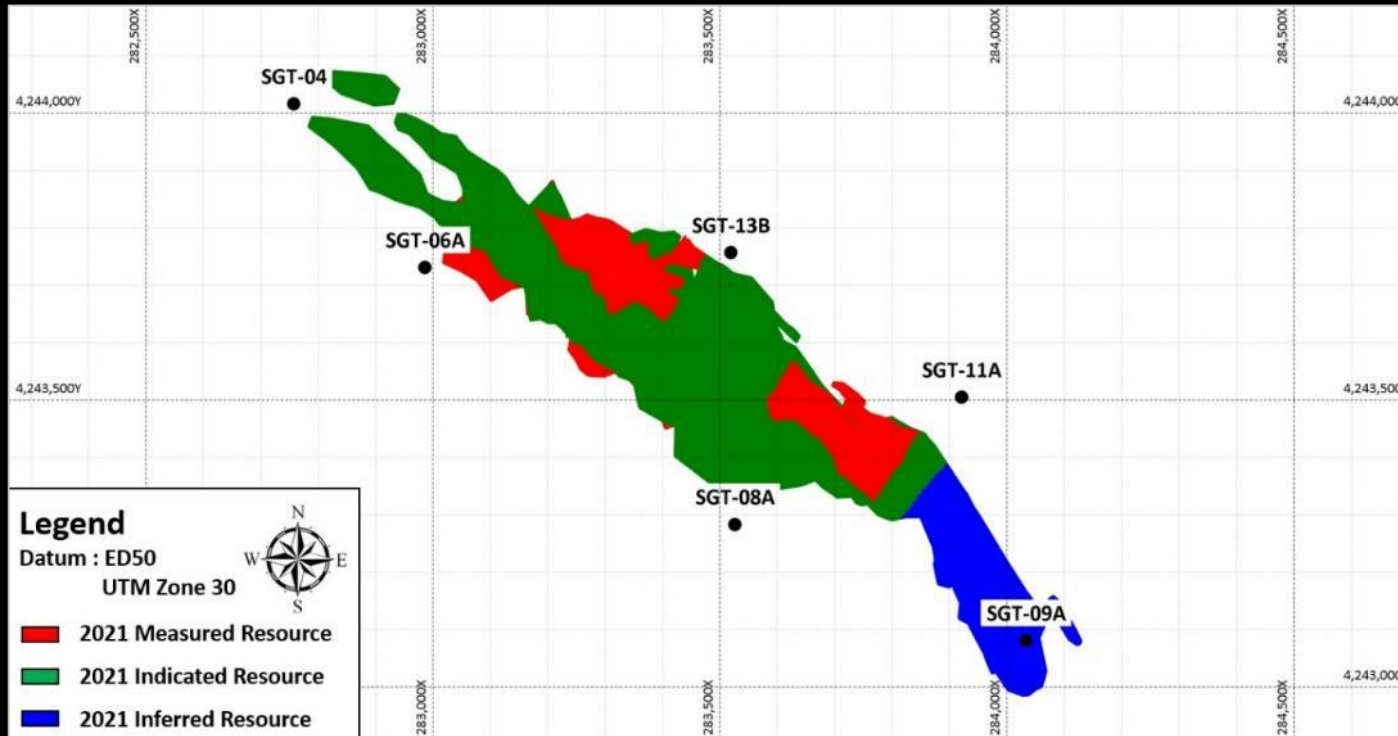 282,500X
283,000X
283,500X
284,000X
284,500X
SGT-04
4,244,000Y
4,244,000
SGT-13B
SGT-06A
SGT-11A
4,243,500Y
4,243,500
SGT-08A
Legend
Datum : ED50
UTM Zone 30
N
W
E
S
SGT-09A
2021 Measured Resource
2021 Indicated Resource
2021 Inferred Resource
4,243,000
283,000X
283,500X
284,000X
284,500X